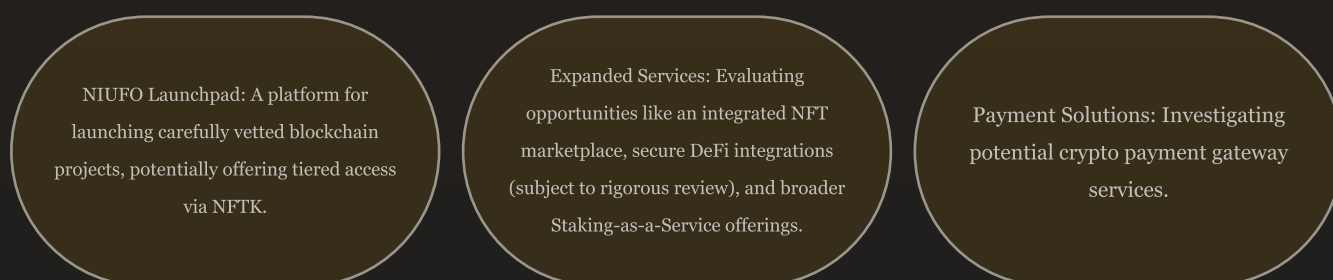 NIUFO Launchpad: A platform for
launching carefully vetted blockchain
projects, potentially offering tiered access
via NFTK.
Expanded Services: Evaluating
opportunities like an integrated NFT
marketplace, secure DeFi integrations
(subject to rigorous review), and broader
Staking-as-a-Service offerings.
Payment Solutions: Investigating
potential crypto payment gateway
services.